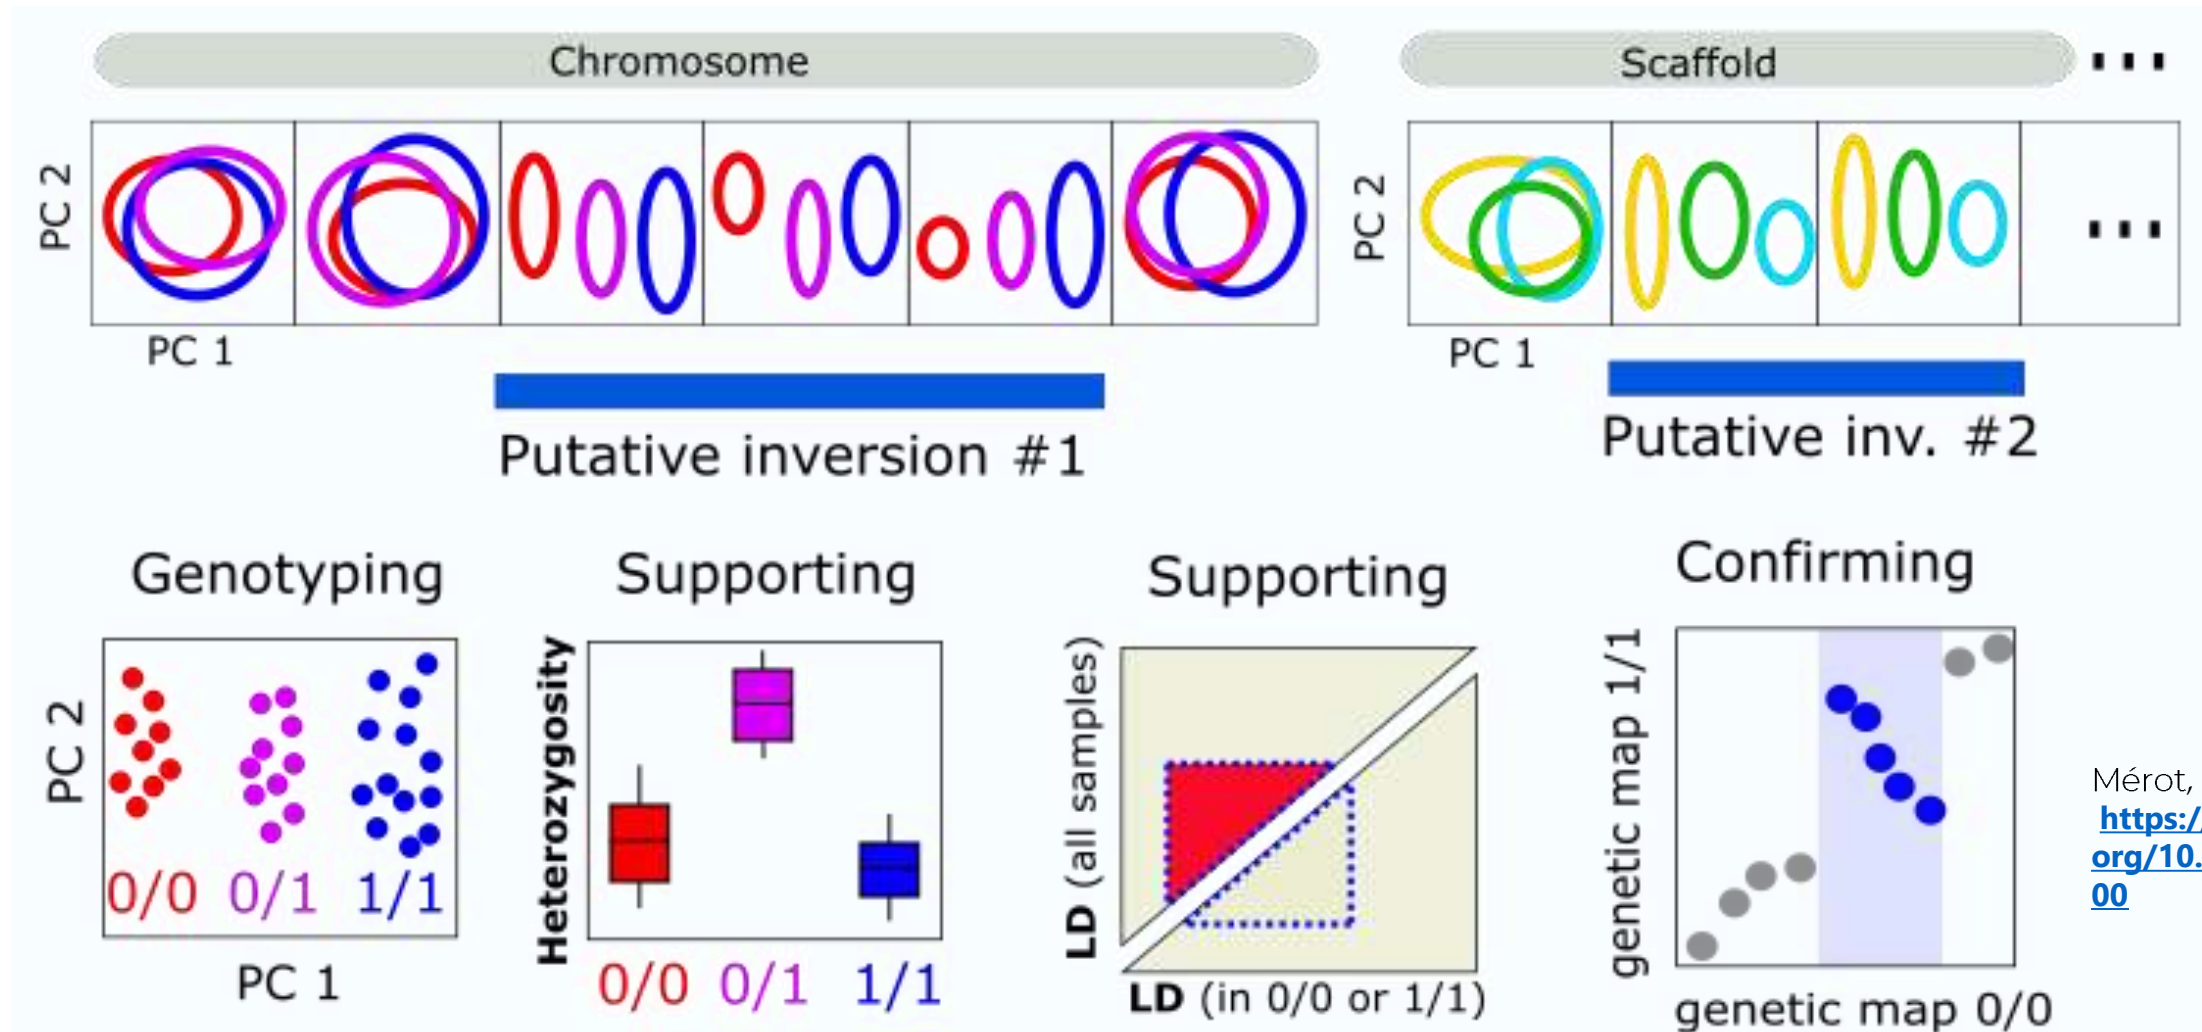 Chromosome
Scaffold
...
PC 2
PC 1
PC 2
PC 1
...
Putative inversion #1
Putative inv. #2
Genotyping
Supporting
Supporting
Confirming
PC 2
0/0 0/1 1/1
PC 1
Heterozygosity
0/0 0/1 1/1
LD (all samples)
LD (in 0/0 or 1/1)
genetic map 1/1
genetic map 0/0
Mérot,
https:/
org/10.
00